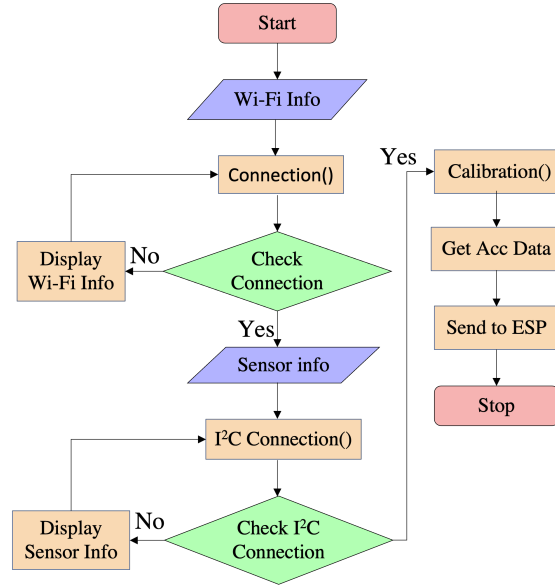 Start
Wi-Fi Info
Connection()
Check
Connection
No
Display
Wi-Fi Info
Yes
Sensor info
I²C Connection()
Check I²C
Connection
No
Display
Sensor Info
Yes
Calibration()
Get Acc Data
Send to ESP
Stop